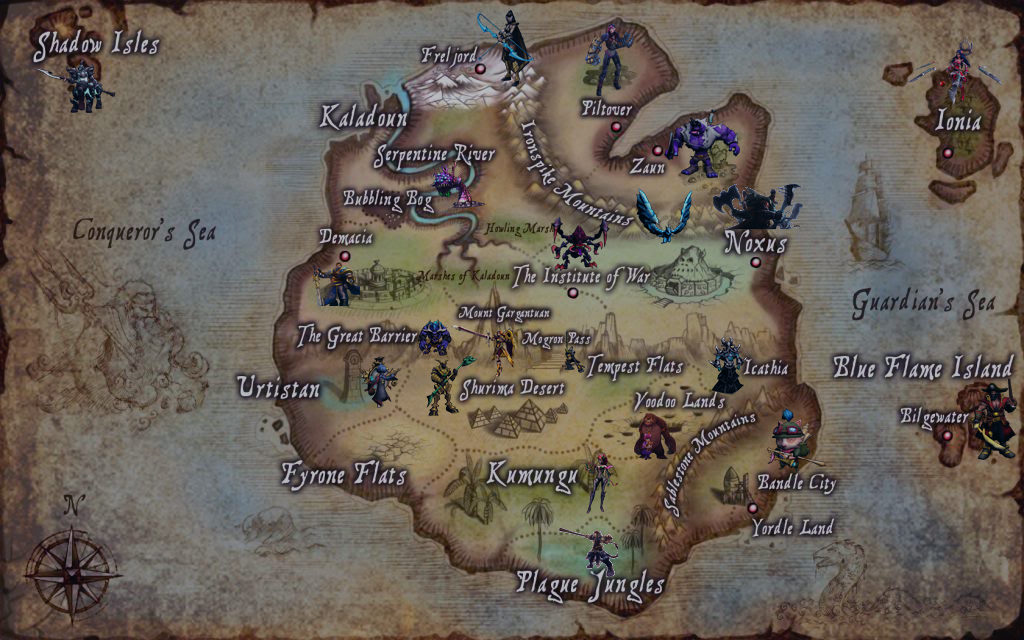 Shadow Isles
Freljord
Piltover
Ionia
Kaladoun
Serpentine River
Ironspike Mountains
Zaun
Bubbling Bog
Conqueror's Sea
Demacia
Howling Marsh
Noxus
Marshes of Kaladoun
The Institute of War
Guardian's Sea
Mount Gargantuan
The Great Barrier
Mogron Pass
Tempest Flats
Icathia
Blue Flame Island
Urtistan
Shurima Desert
Voodoo Lands
Bilgewater
Sablestone Mountains
Fyrone Flats
Kumungu
Bandle City
N
Yordle Land
Plague Jungles